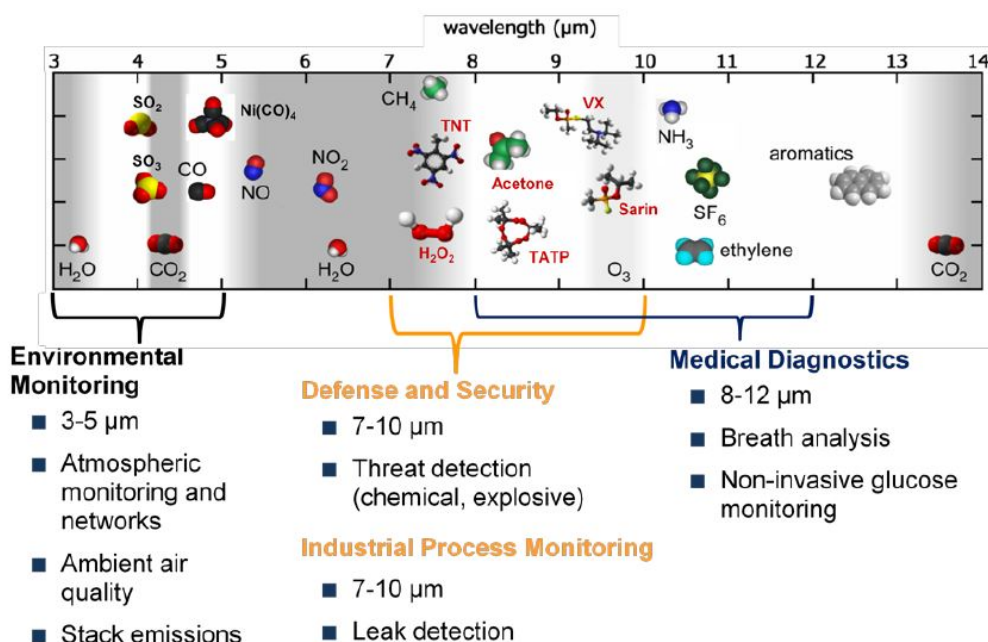 wavelength (µm)
3 4 5 6 7 8 9 10 11 12 13 14
SO2
Ni(CO)4
CH4
TNT
VX
NH3
SO3
CO
NO
NO2
Acetone
Sarin
SF6
aromatics
H2O
CO2
H2O
H2O2
TATP
O3
ethylene
CO2
Environmental
Monitoring
3-5 µm
Atmospheric
monitoring and
networks
Ambient air
quality
Stack emissions
Defense and Security
7-10 µm
Threat detection
(chemical, explosive)
Industrial Process Monitoring
7-10 µm
Leak detection
Medical Diagnostics
8-12 µm
Breath analysis
Non-invasive glucose
monitoring